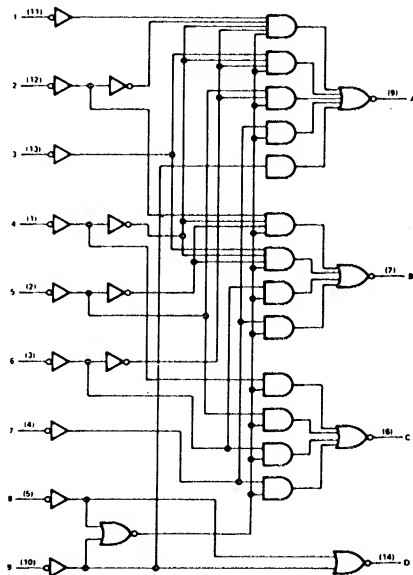 1 (11)
2 (12)
(9) A
3 (13)
4 (1)
(7) B
5 (2)
6 (3)
(6) C
7 (4)
8 (5)
(14) D
9 (10)